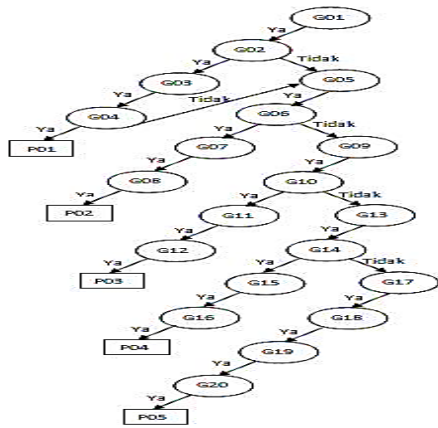 G01
Ya
G02
Ya
Tidak
G03
G05
Ya
Tidak
Ya
G04
G06
Ya
Ya
Tidak
P01
G07
G09
Ya
Ya
G08
G10
Ya
Ya
Tidak
P02
G11
G13
Ya
Ya
G12
G14
Ya
Ya
Tidak
P03
G15
G17
Ya
Ya
G16
G18
Ya
Ya
P04
G19
Ya
G20
Ya
P05